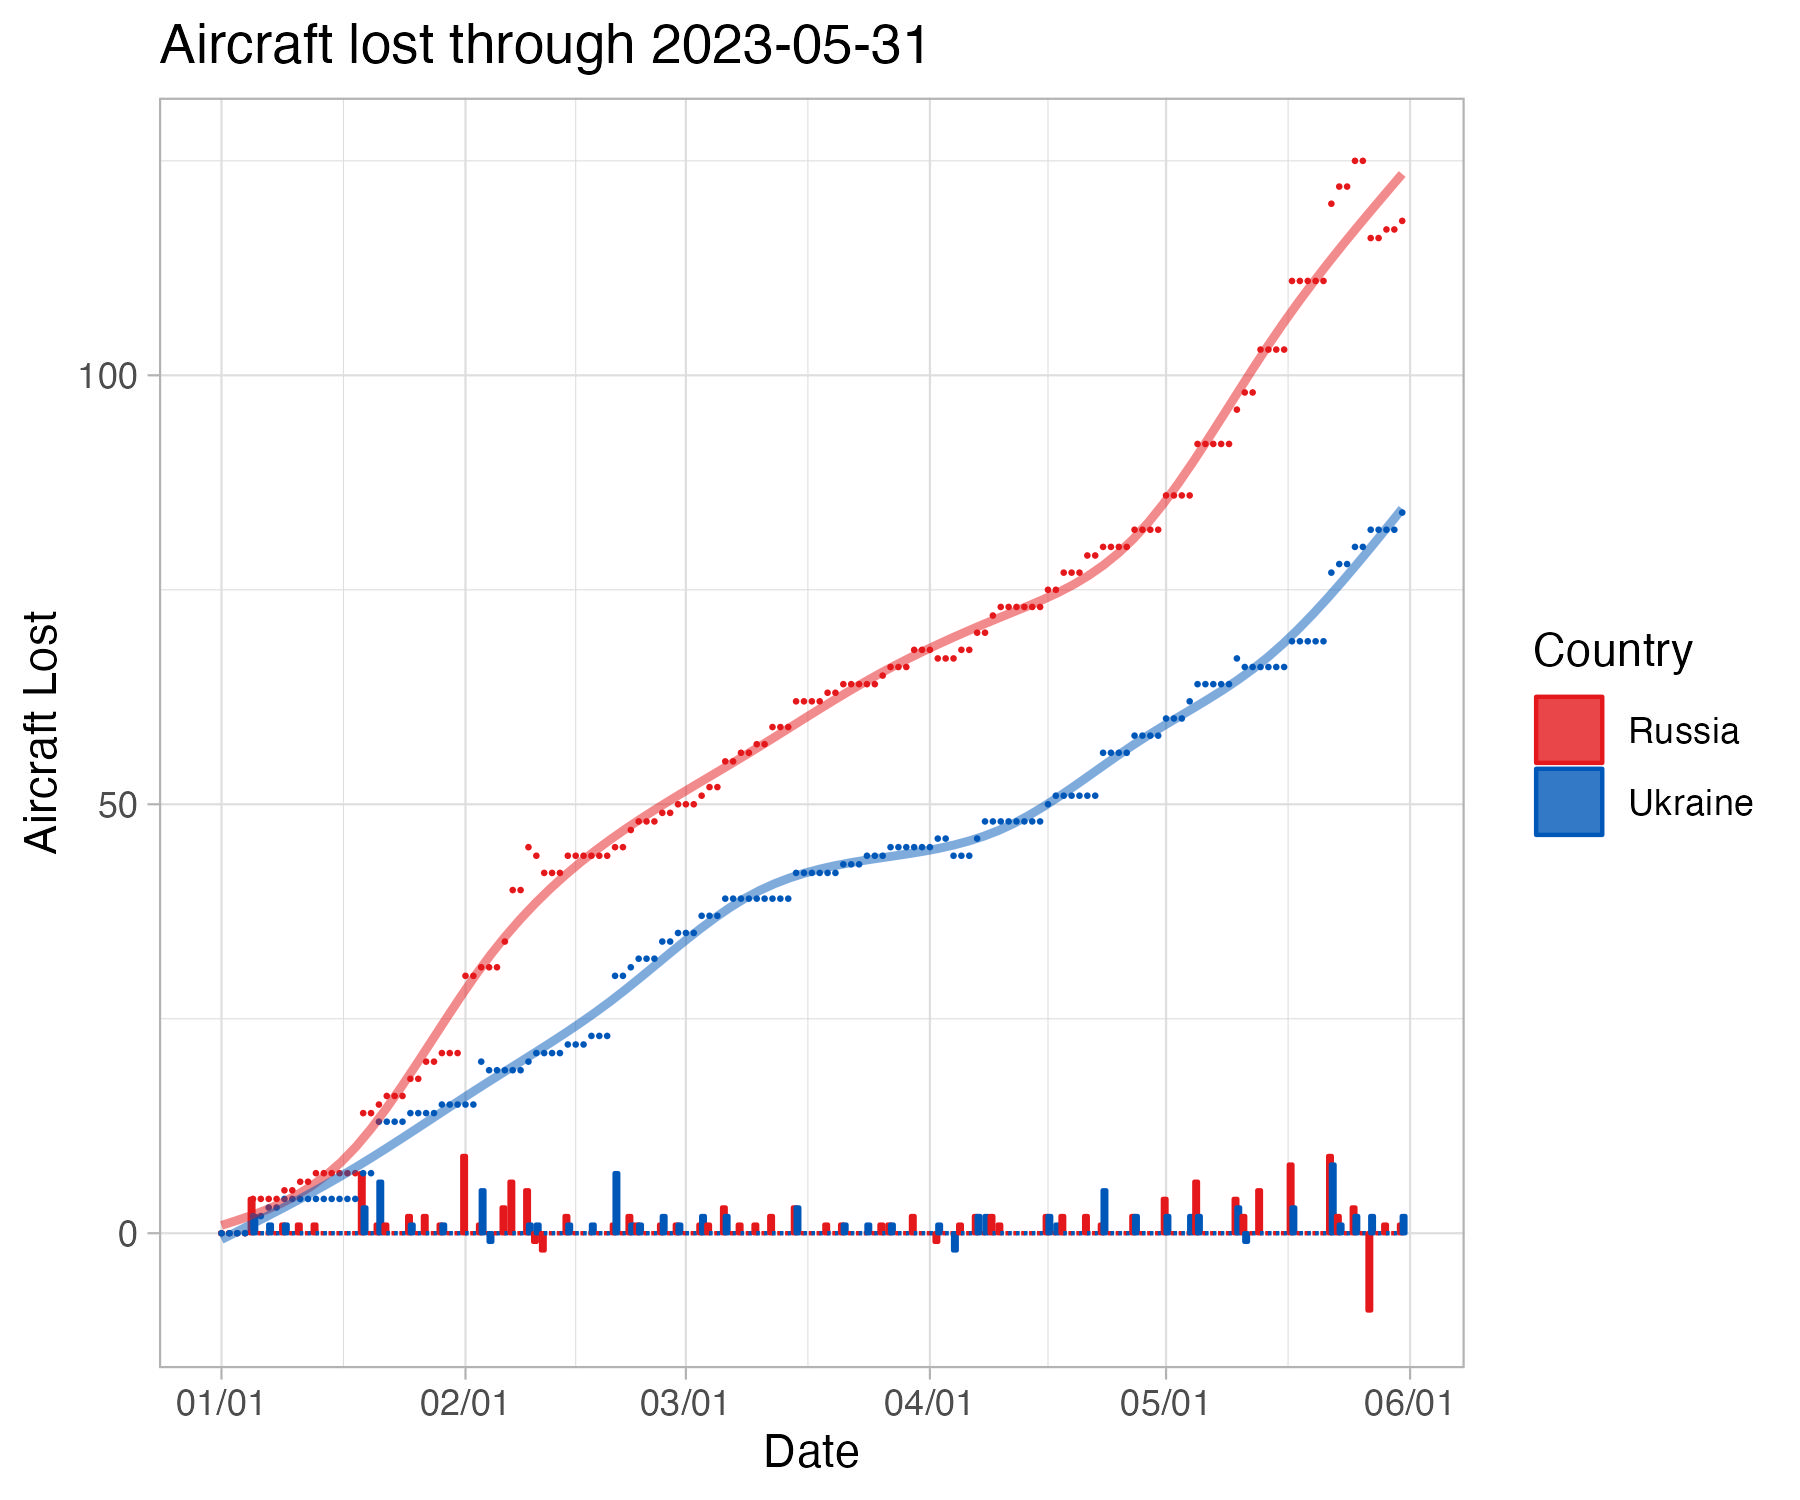 Aircraft lost through 2023-05-31
Aircraft Lost
100
50
0
01/01 02/01 03/01 04/01 05/01 06/01
Date
Country
Russia
Ukraine